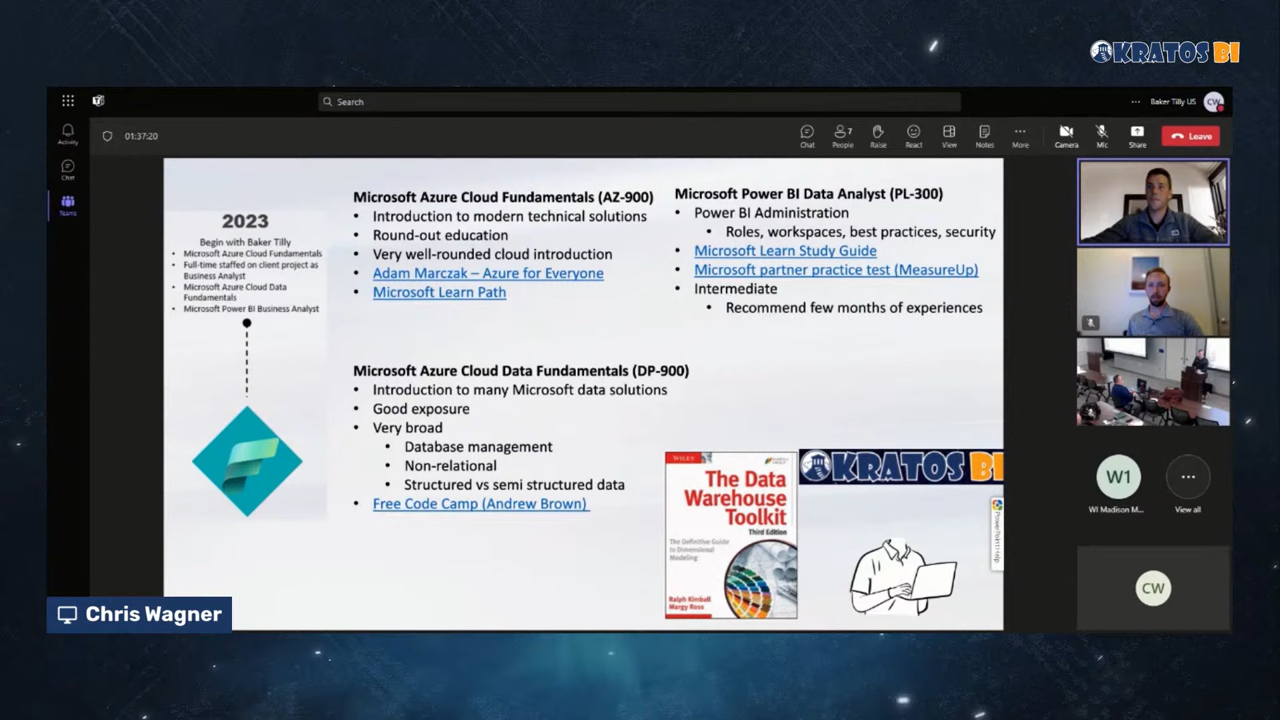 KRATOS BI
Search
Baker Tilly US
CW
01:37:20
7
Chat
People
Raise
React
View
Notes
More
Camera
Mic
Share
Leave
Activity
Chat
Teams
2023
Begin with Baker Tilly
• Microsoft Azure Cloud Fundamentals
• Full-time staffed on client project as
Business Analyst
• Microsoft Azure Cloud Data
Fundamentals
• Microsoft Power BI Business Analyst
Microsoft Azure Cloud Fundamentals (AZ-900)
• Introduction to modern technical solutions
• Round-out education
• Very well-rounded cloud introduction
• Adam Marczak – Azure for Everyone
• Microsoft Learn Path
Microsoft Power BI Data Analyst (PL-300)
• Power BI Administration
• Roles, workspaces, best practices, security
• Microsoft Learn Study Guide
• Microsoft partner practice test (MeasureUp)
• Intermediate
• Recommend few months of experiences
Microsoft Azure Cloud Data Fundamentals (DP-900)
• Introduction to many Microsoft data solutions
• Good exposure
• Very broad
• Database management
• Non-relational
• Structured vs semi structured data
• Free Code Camp (Andrew Brown)
WILEY
The Data
Warehouse
Toolkit
Third Edition
The Definitive Guide
to Dimensional
Modeling
Ralph Kimball
Margy Ross
KRATOS BI
PowerPoint Help
W1
WI Madison M...
View all
CW
Chris Wagner